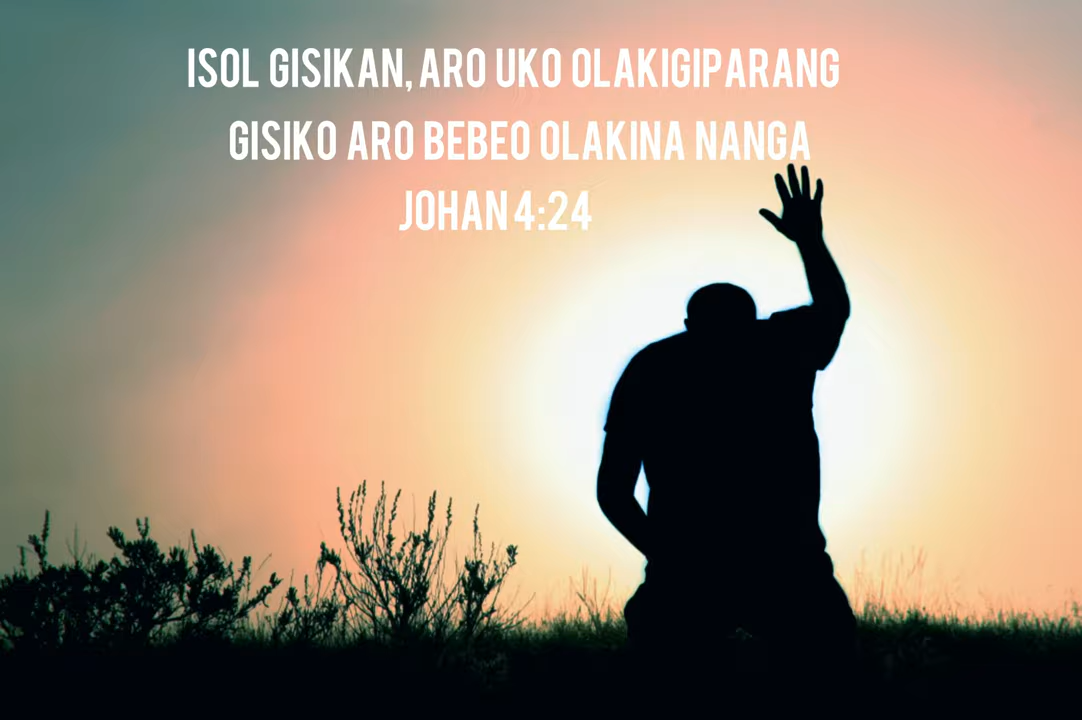 ISOL GISIKAN, ARO UKO OLAKIGIPARANG
GISIKO ARO BEBEO OLAKINA NANGA
JOHAN 4:24